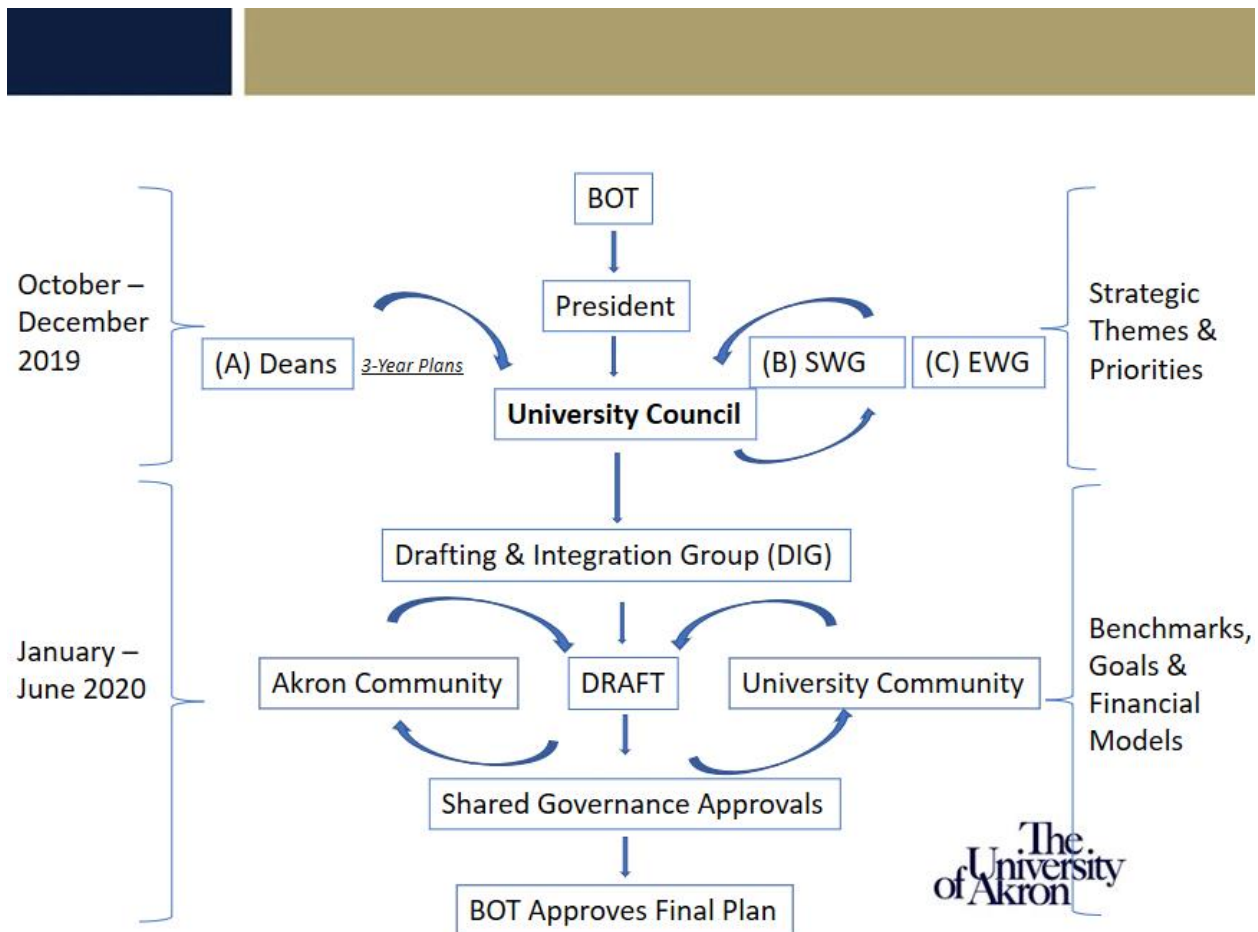 BOT
October –
December
2019
President
Strategic
Themes &
Priorities
(A) Deans
3-Year Plans
(B) SWG
(C) EWG
University Council
Drafting & Integration Group (DIG)
January –
June 2020
Akron Community
DRAFT
University Community
Benchmarks,
Goals &
Financial
Models
Shared Governance Approvals
BOT Approves Final Plan
The
University
of Akron